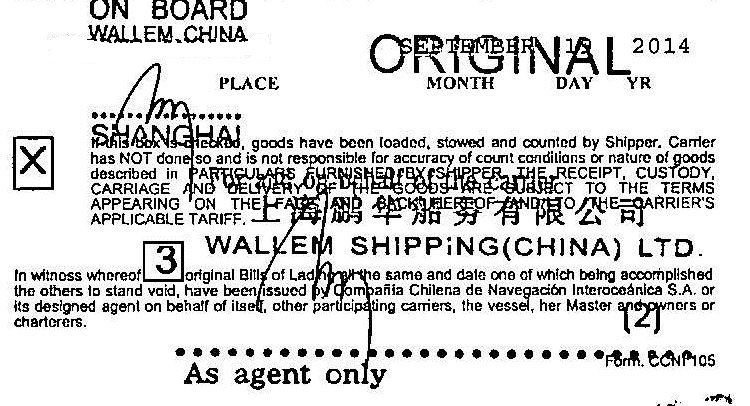 ON BOARD
WALLEM CHINA
SEPTEMBER 2014
ORIGINAL
PLACE MONTH DAY YR
SHANGHAI
X
If this box is checked, goods have been loaded, stowed and counted by Shipper. Carrier
has NOT done so and is not responsible for accuracy of count conditions or nature of goods
described in PARTICULARS FURNISHED BY SHIPPER. THE RECEIPT, CUSTODY,
CARRIAGE AND DELIVERY OF THE GOODS ARE SUBJECT TO THE TERMS
APPEARING ON THE FACE AND BACK HEREOF AND TO THE CARRIER'S
APPLICABLE TARIFF.
For and on behalf of the carrier
上海鹏华船务有限公司
WALLEM SHIPPING(CHINA) LTD.
In witness whereof 3 original Bills of Lading all the same and date one of which being accomplished
the others to stand void, have been issued by Compañia Chilena de Navegación Interoceánica S.A. or
its designed agent on behalf of itself, other participating carriers, the vessel, her Master and owners or
charterers.
(2)
Form. CCNI 105
As agent only